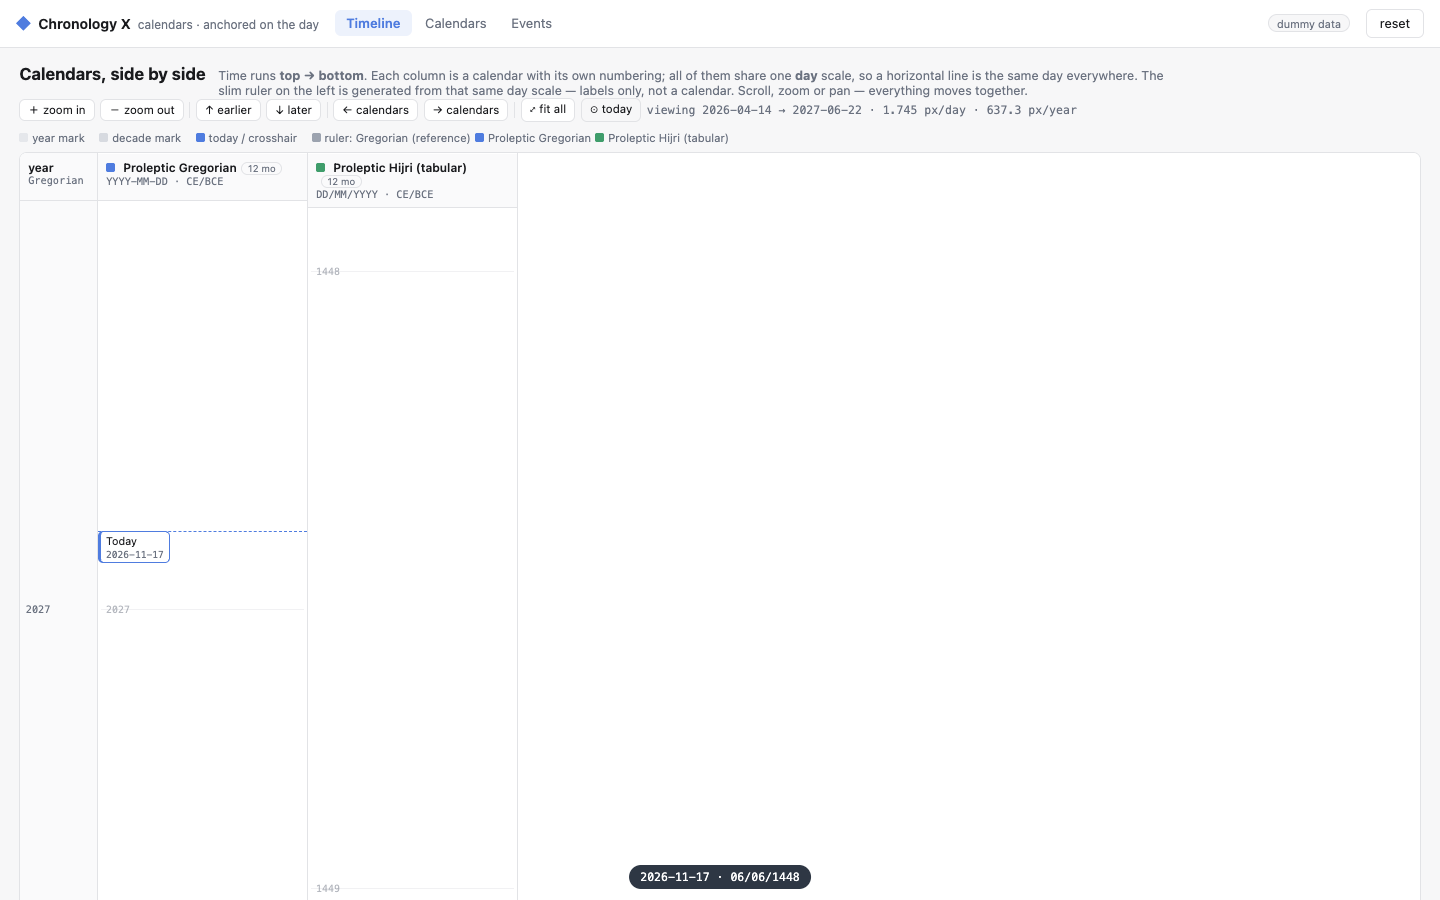 Chronology X calendars · anchored on the day Timeline Calendars Events dummy data reset
Calendars, side by side
Time runs top → bottom. Each column is a calendar with its own numbering; all of them share one day scale, so a horizontal line is the same day everywhere. The
slim ruler on the left is generated from that same day scale — labels only, not a calendar. Scroll, zoom or pan — everything moves together.
+ zoom in − zoom out ↑ earlier ↓ later ← calendars → calendars ⤢ fit all ⊙ today viewing 2026-04-14 → 2027-06-22 · 1.745 px/day · 637.3 px/year
year mark decade mark today / crosshair ruler: Gregorian (reference) Proleptic Gregorian Proleptic Hijri (tabular)
year
Gregorian
Proleptic Gregorian 12 mo
YYYY-MM-DD · CE/BCE
Proleptic Hijri (tabular)
12 mo
DD/MM/YYYY · CE/BCE
1448
Today
2026-11-17
2027 2027
1449
2026-11-17 · 06/06/1448